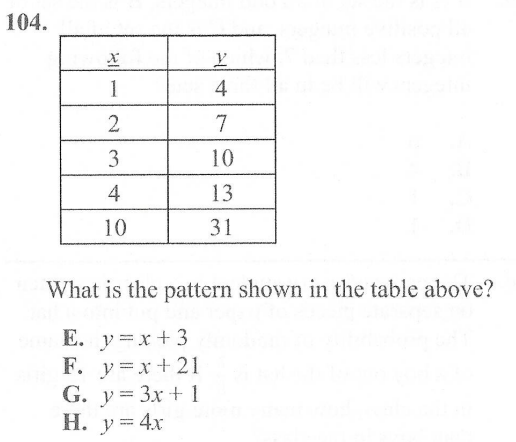 104.
x y
1 4
2 7
3 10
4 13
10 31
What is the pattern shown in the table above?
E. y = x + 3
F. y = x + 21
G. y = 3x + 1
H. y = 4x